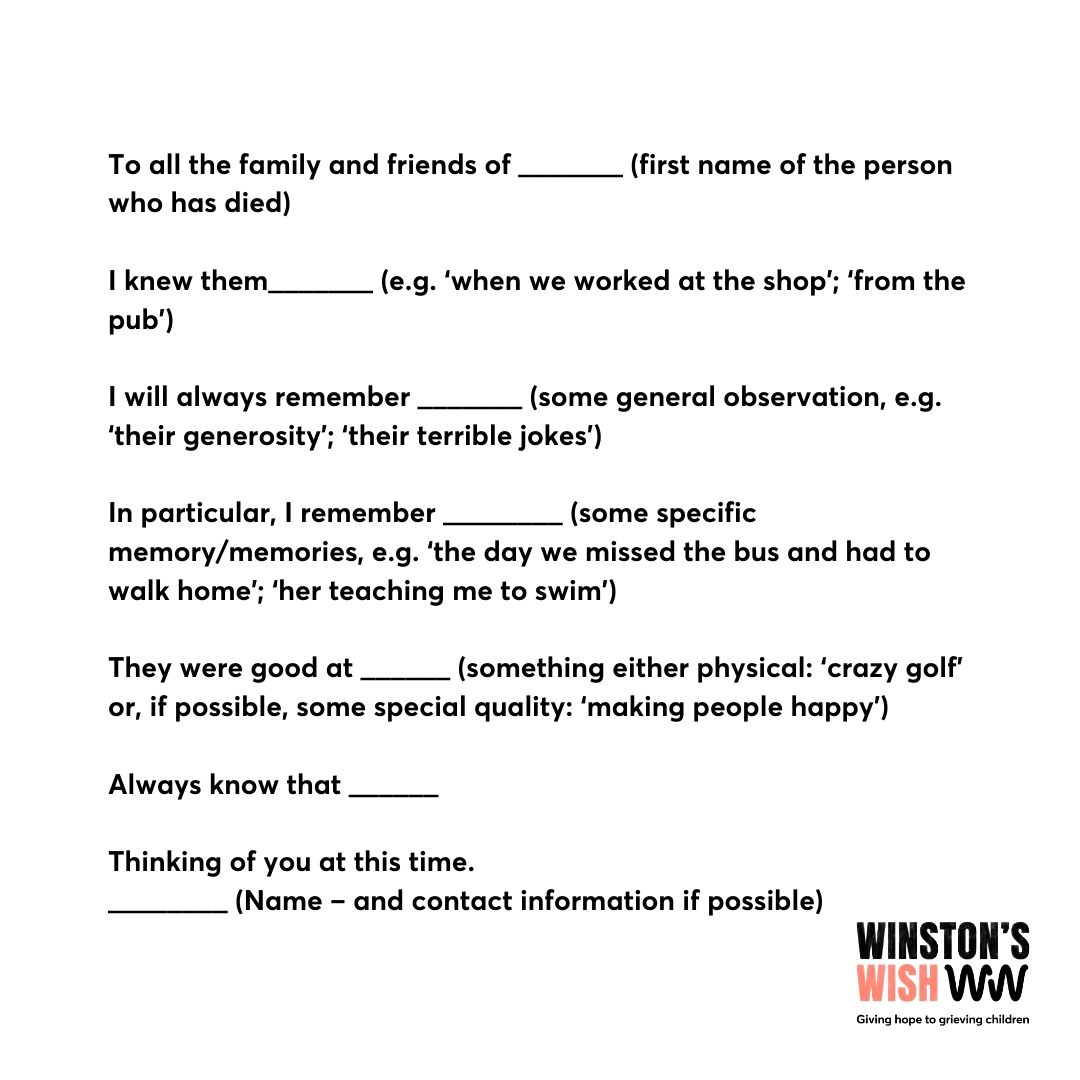 To all the family and friends of _______ (first name of the person
who has died)
I knew them_______ (e.g. ‘when we worked at the shop’; ‘from the
pub’)
I will always remember _______ (some general observation, e.g.
‘their generosity’; ‘their terrible jokes’)
In particular, I remember ________ (some specific
memory/memories, e.g. ‘the day we missed the bus and had to
walk home’; ‘her teaching me to swim’)
They were good at ______ (something either physical: ‘crazy golf’
or, if possible, some special quality: ‘making people happy’)
Always know that ______
Thinking of you at this time.
________ (Name – and contact information if possible)
WINSTON’S
WISH WW
Giving hope to grieving children